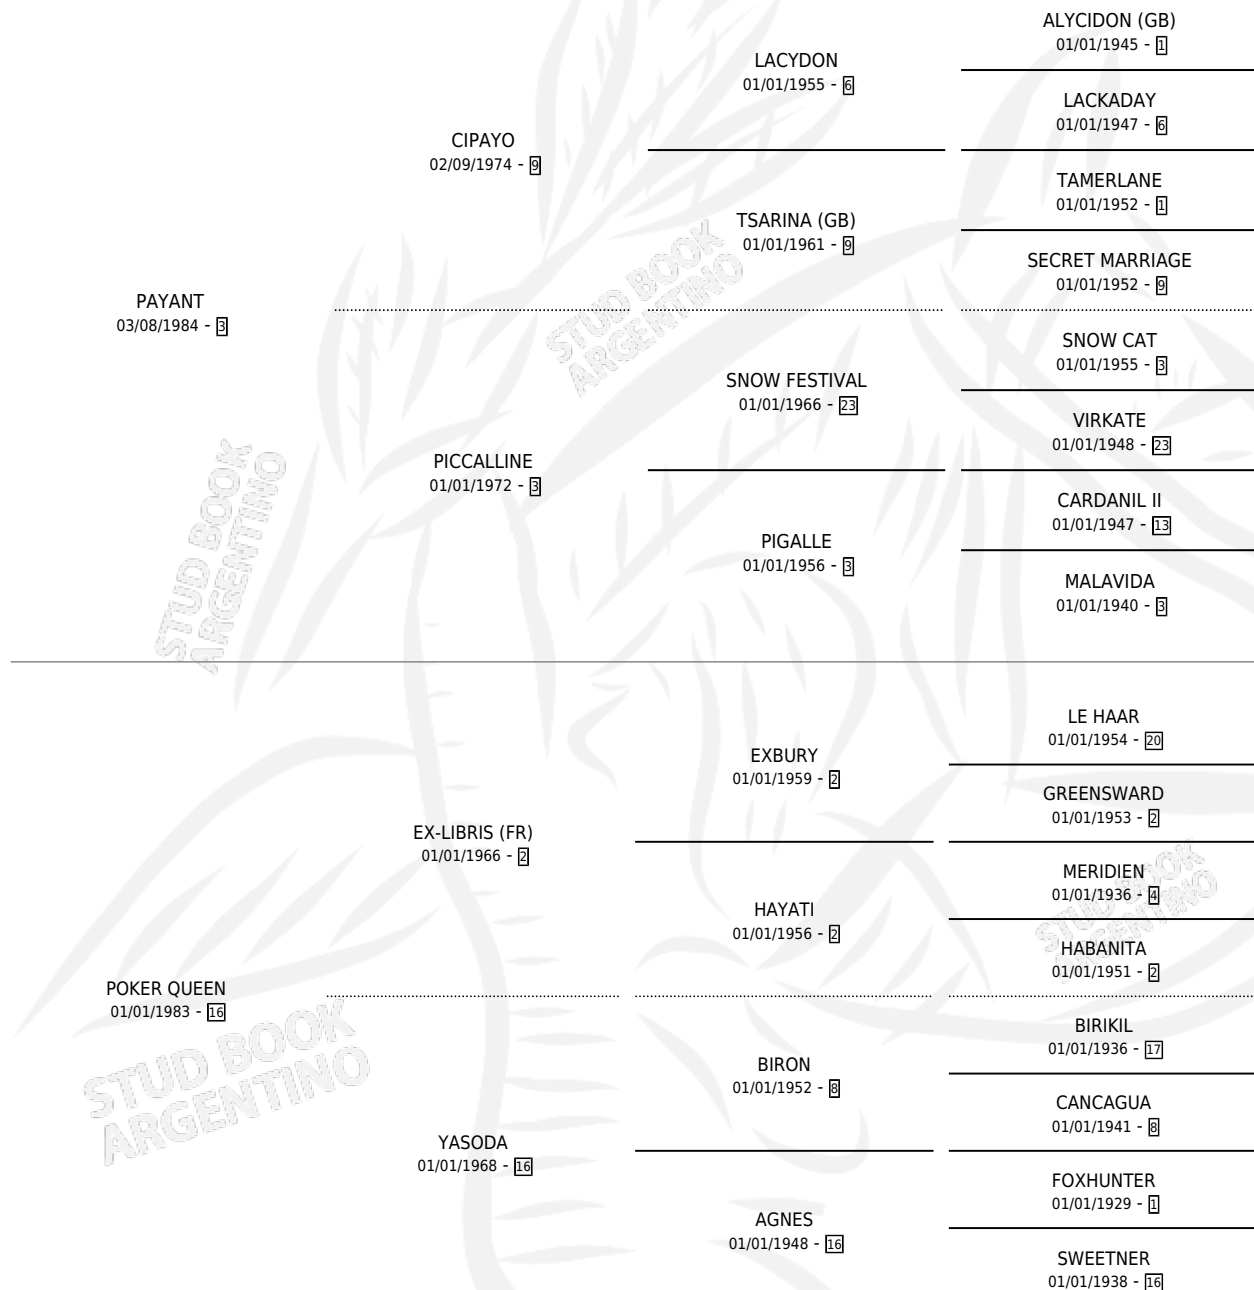 ALYCIDON (GB)
01/01/1945 - 1
LACYDON
01/01/1955 - 6
LACKADAY
01/01/1947 - 6
CIPAYO
02/09/1974 - 9
TAMERLANE
01/01/1952 - 1
TSARINA (GB)
01/01/1961 - 9
SECRET MARRIAGE
01/01/1952 - 9
PAYANT
03/08/1984 - 3
STUD BOOK
ARGENTINO
SNOW CAT
01/01/1955 - 3
SNOW FESTIVAL
01/01/1966 - 23
VIRKATE
01/01/1948 - 23
PICCALLINE
01/01/1972 - 3
CARDANIL II
01/01/1947 - 13
PIGALLE
01/01/1956 - 3
MALAVIDA
01/01/1940 - 3
STUD BOOK
ARGENTINO
LE HAAR
01/01/1954 - 20
EXBURY
01/01/1959 - 2
GREENSWARD
01/01/1953 - 2
EX-LIBRIS (FR)
01/01/1966 - 2
MERIDIEN
01/01/1936 - 4
HAYATI
01/01/1956 - 2
HABANITA
01/01/1951 - 2
STUD BOOK
ARGENTINO
POKER QUEEN
01/01/1983 - 16
BIRIKIL
01/01/1936 - 17
BIRON
01/01/1952 - 8
CANCAGUA
01/01/1941 - 8
STUD BOOK
ARGENTINO
YASODA
01/01/1968 - 16
FOXHUNTER
01/01/1929 - 1
AGNES
01/01/1948 - 16
SWEETNER
01/01/1938 - 16